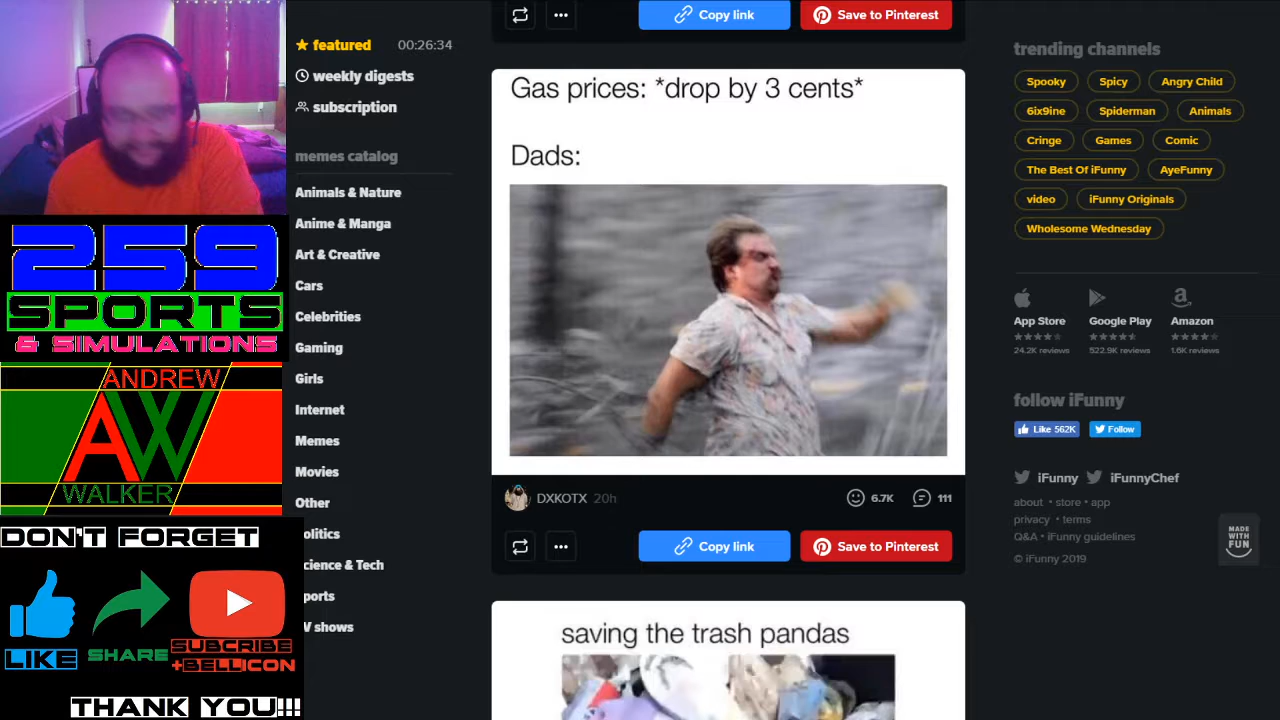 259
SPORTS
& SIMULATIONS
ANDREW
AW
WALKER
DON'T FORGET
LIKE
SHARE
SUBCRIBE
+BELLICON
THANK YOU!!!
featured
00:26:34
weekly digests
subscription
memes catalog
Animals & Nature
Anime & Manga
Art & Creative
Cars
Celebrities
Gaming
Girls
Internet
Memes
Movies
Other
olitics
cience & Tech
ports
V shows
Copy link
Save to Pinterest
Gas prices: *drop by 3 cents*
Dads:
DXKOTX 20h
6.7K
111
Copy link
Save to Pinterest
saving the trash pandas
trending channels
Spooky
Spicy
Angry Child
6ix9ine
Spiderman
Animals
Cringe
Games
Comic
The Best Of iFunny
AyeFunny
video
iFunny Originals
Wholesome Wednesday
App Store
24.2K reviews
Google Play
522.9K reviews
Amazon
1.6K reviews
follow iFunny
Like 562K
Follow
iFunny
iFunnyChef
about • store • app
privacy • terms
Q&A • iFunny guidelines
© iFunny 2019
MADE
WITH
FUN